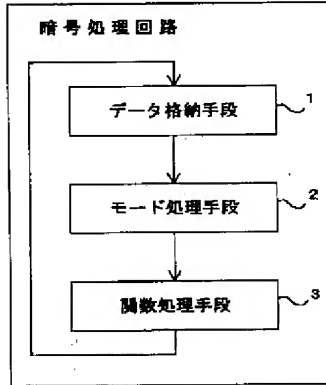 暗号処理回路
データ格納手段
1
モード処理手段
2
関数処理手段
3